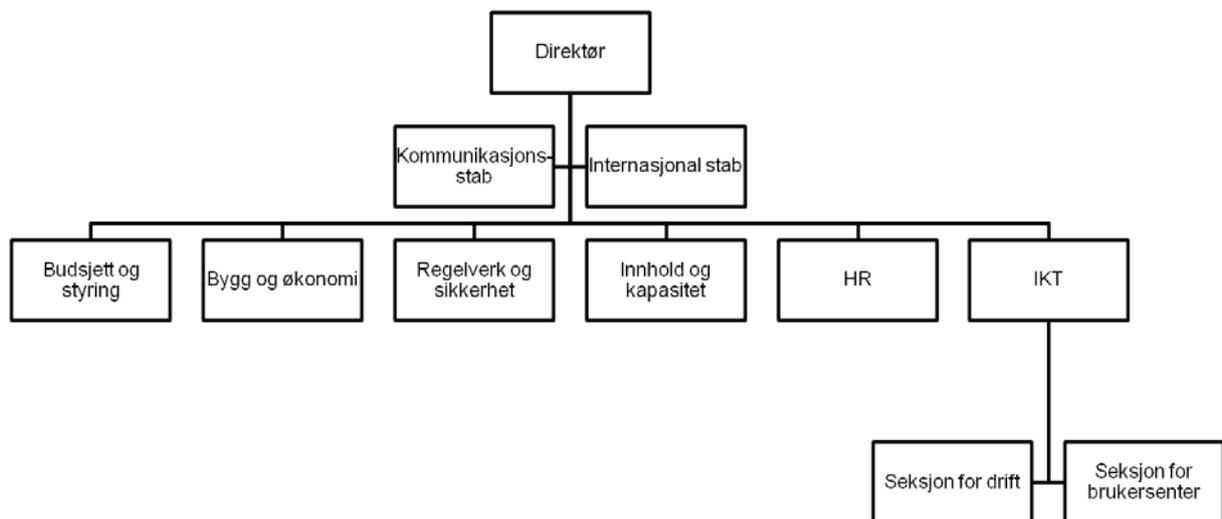 Direktør
Kommunikasjons-
stab
Internasjonal stab
Budsjett og
styring
Bygg og økonomi
Regelverk og
sikkerhet
Innhold og
kapasitet
HR
IKT
Seksjon for drift
Seksjon for
brukersenter